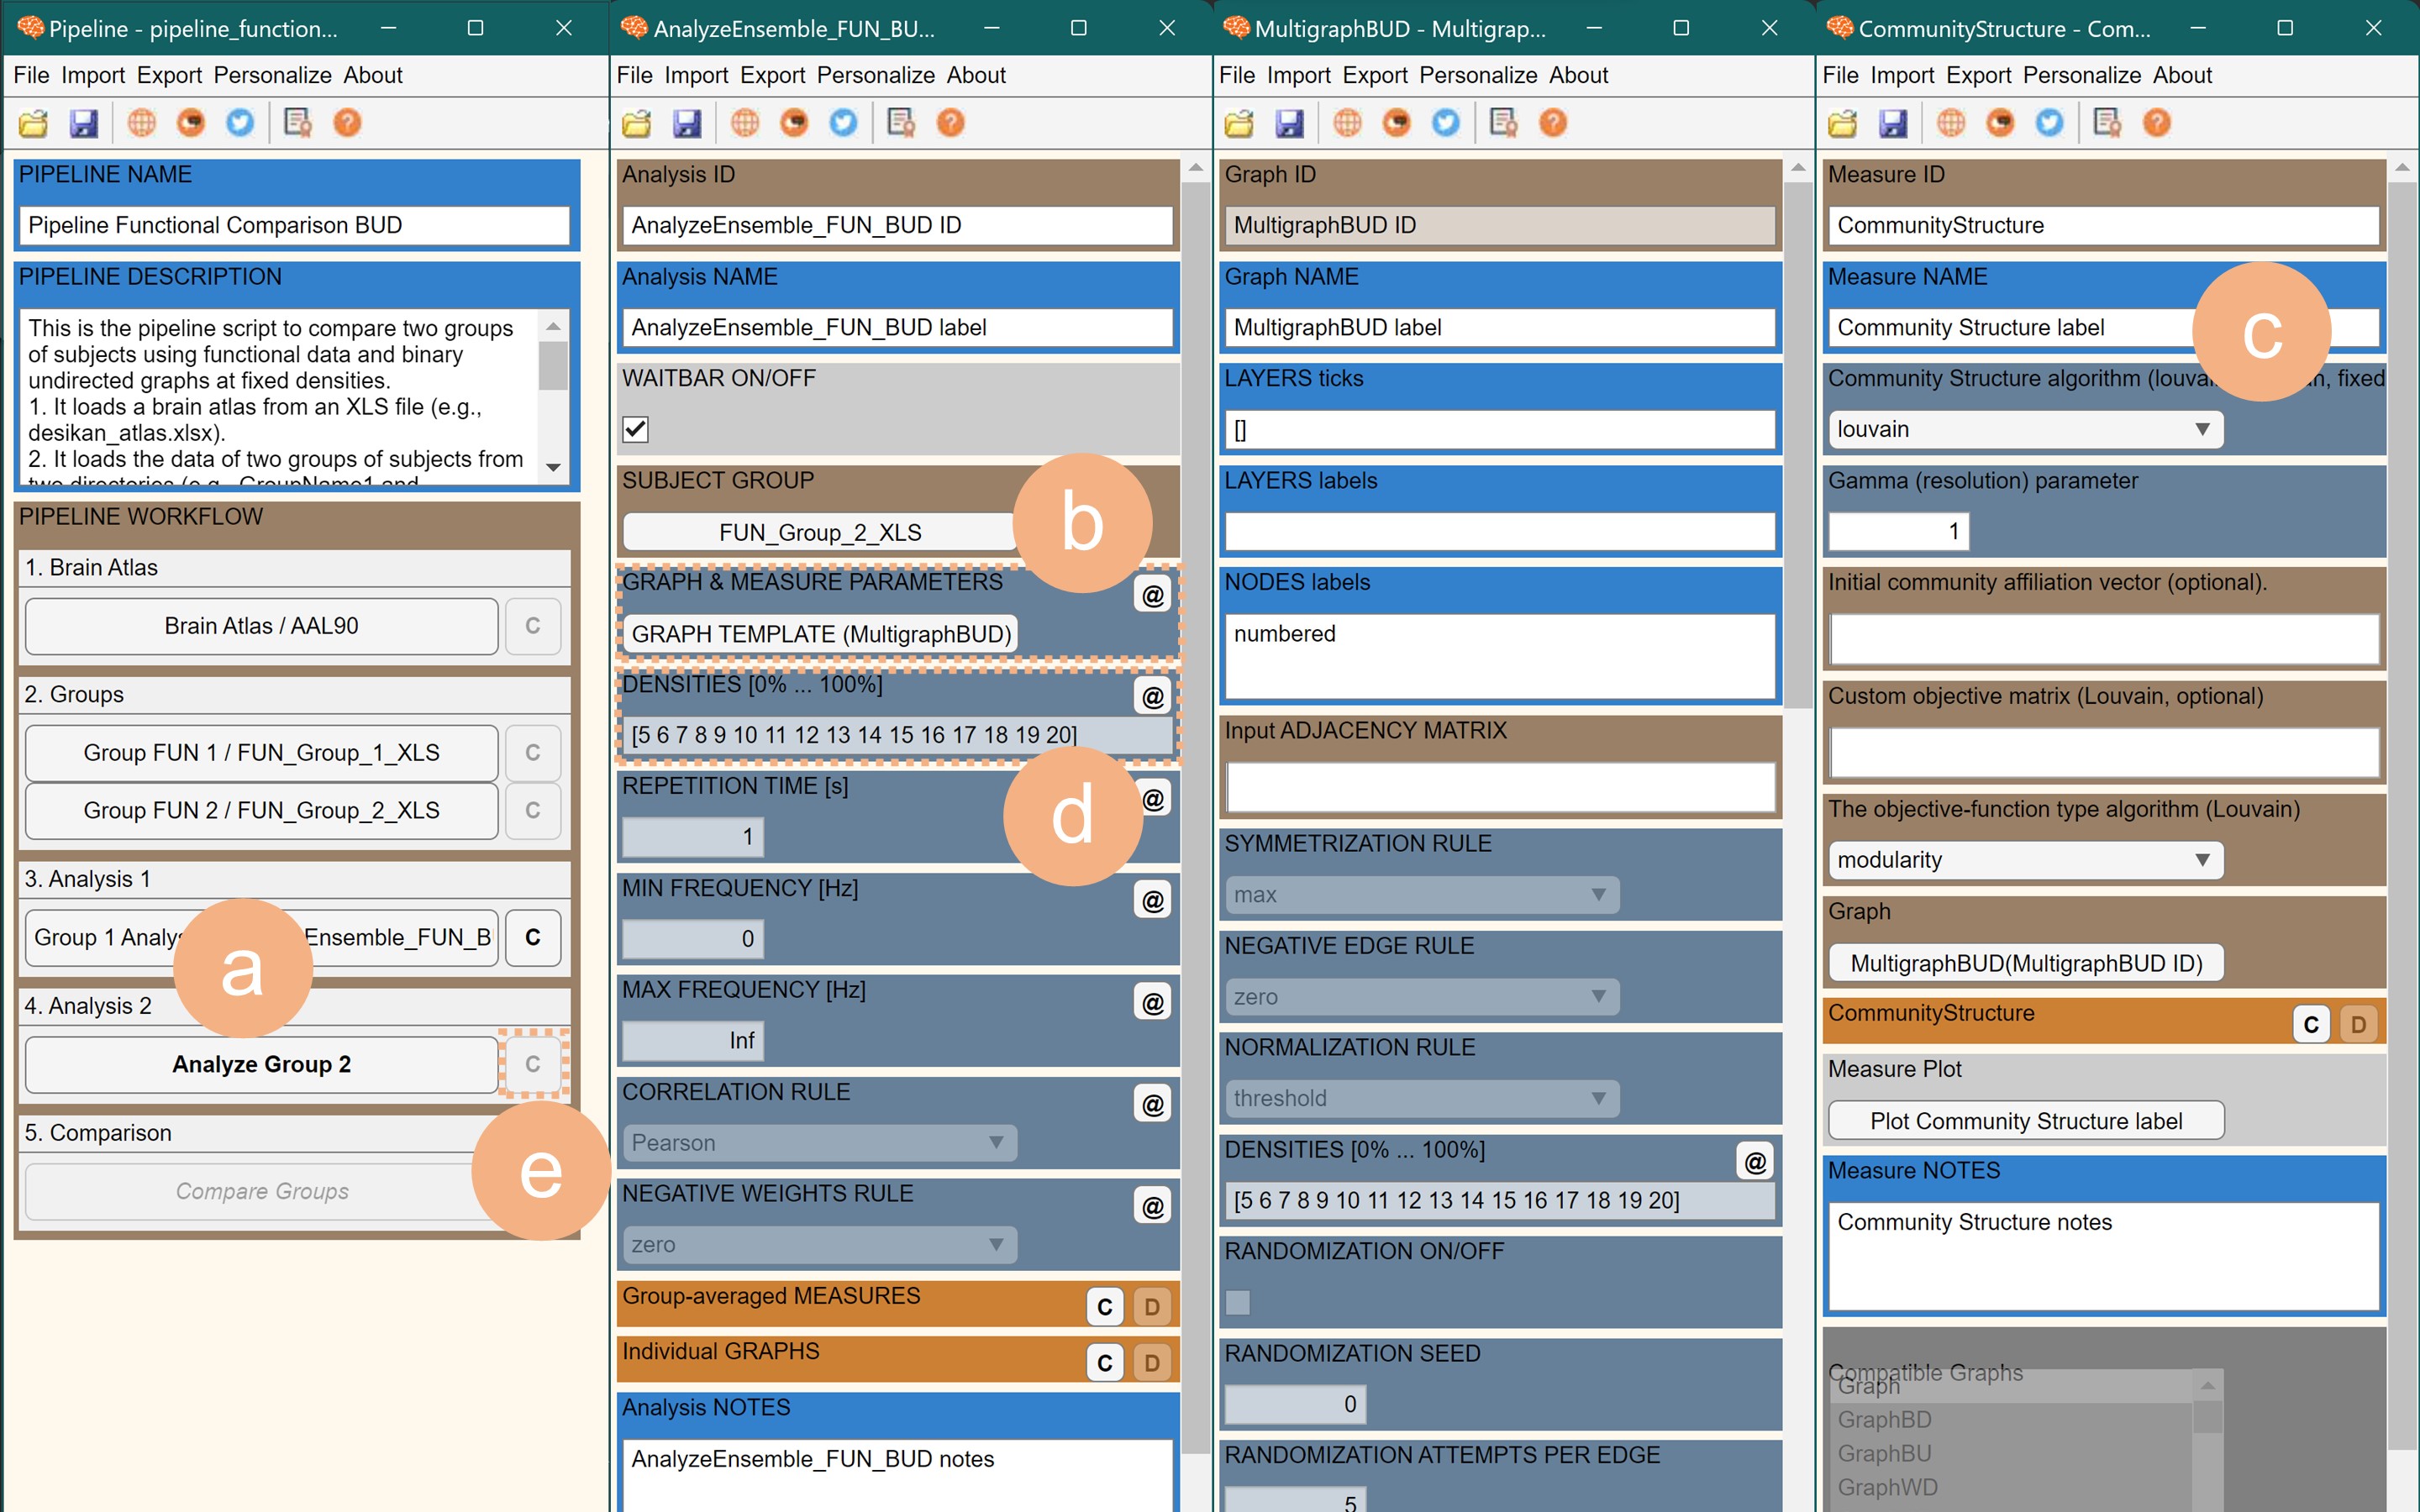 Pipeline - pipeline_function...
File Import Export Personalize About
PIPELINE NAME
Pipeline Functional Comparison BUD
PIPELINE DESCRIPTION
This is the pipeline script to compare two groups
of subjects using functional data and binary
undirected graphs at fixed densities.
1. It loads a brain atlas from an XLS file (e.g.,
desikan_atlas.xlsx).
2. It loads the data of two groups of subjects from
two directories (e.g., GroupName1 and
PIPELINE WORKFLOW
1. Brain Atlas
Brain Atlas / AAL90
C
2. Groups
Group FUN 1 / FUN_Group_1_XLS
C
Group FUN 2 / FUN_Group_2_XLS
C
3. Analysis 1
Group 1 Analys
Ensemble_FUN_B
C
a
4. Analysis 2
Analyze Group 2
C
5. Comparison
Compare Groups
e
AnalyzeEnsemble_FUN_BU...
File Import Export Personalize About
Analysis ID
AnalyzeEnsemble_FUN_BUD ID
Analysis NAME
AnalyzeEnsemble_FUN_BUD label
WAITBAR ON/OFF
SUBJECT GROUP
FUN_Group_2_XLS
b
GRAPH & MEASURE PARAMETERS
@
GRAPH TEMPLATE (MultigraphBUD)
DENSITIES [0% ... 100%]
@
[5 6 7 8 9 10 11 12 13 14 15 16 17 18 19 20]
REPETITION TIME [s]
@
1
d
MIN FREQUENCY [Hz]
@
0
MAX FREQUENCY [Hz]
@
Inf
CORRELATION RULE
@
Pearson
NEGATIVE WEIGHTS RULE
@
zero
Group-averaged MEASURES
C D
Individual GRAPHS
C D
Analysis NOTES
AnalyzeEnsemble_FUN_BUD notes
MultigraphBUD - Multigrap...
File Import Export Personalize About
Graph ID
MultigraphBUD ID
Graph NAME
MultigraphBUD label
LAYERS ticks
[]
LAYERS labels
NODES labels
numbered
Input ADJACENCY MATRIX
SYMMETRIZATION RULE
max
NEGATIVE EDGE RULE
zero
NORMALIZATION RULE
threshold
DENSITIES [0% ... 100%]
@
[5 6 7 8 9 10 11 12 13 14 15 16 17 18 19 20]
RANDOMIZATION ON/OFF
RANDOMIZATION SEED
0
RANDOMIZATION ATTEMPTS PER EDGE
5
CommunityStructure - Com...
File Import Export Personalize About
Measure ID
CommunityStructure
Measure NAME
Community Structure label
c
Community Structure algorithm (louvai n, fixed
louvain
Gamma (resolution) parameter
1
Initial community affiliation vector (optional).
Custom objective matrix (Louvain, optional)
The objective-function type algorithm (Louvain)
modularity
Graph
MultigraphBUD(MultigraphBUD ID)
CommunityStructure
C D
Measure Plot
Plot Community Structure label
Measure NOTES
Community Structure notes
Compatible Graphs
Graph
GraphBD
GraphBU
GraphWD